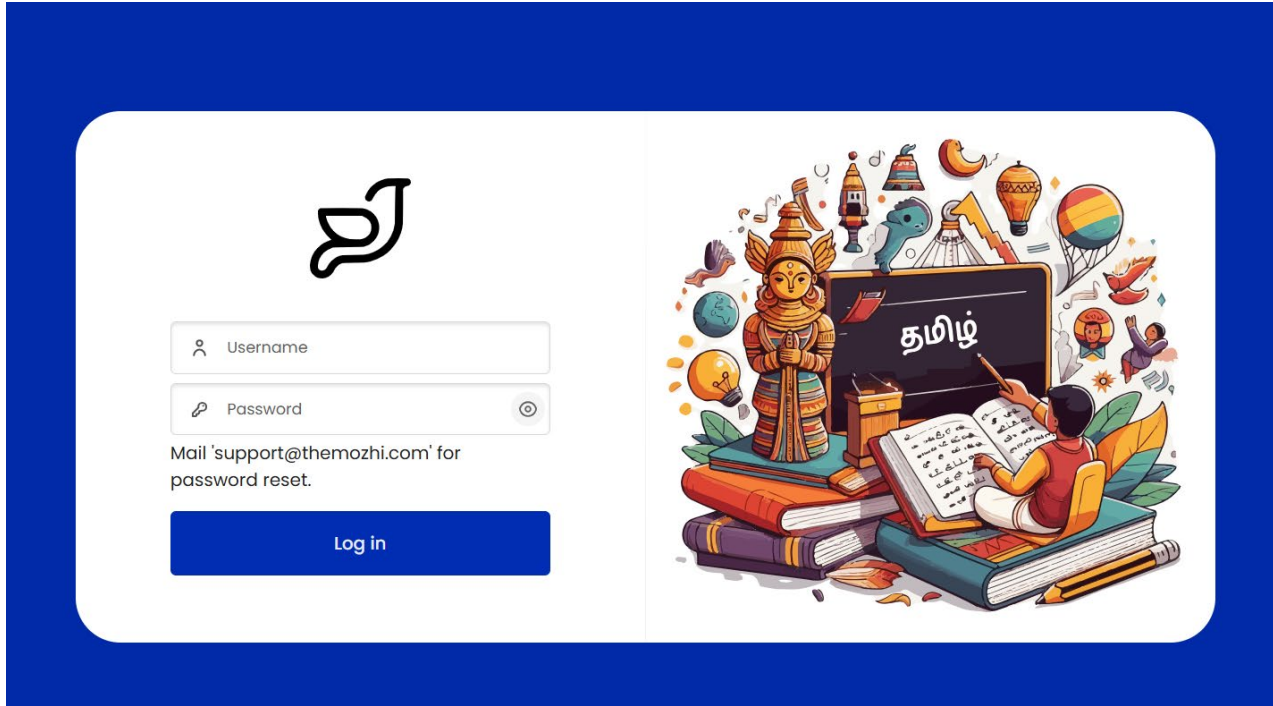 Username
Password
Mail 'support@themozhi.com' for
password reset.
Log in
தமிழ்